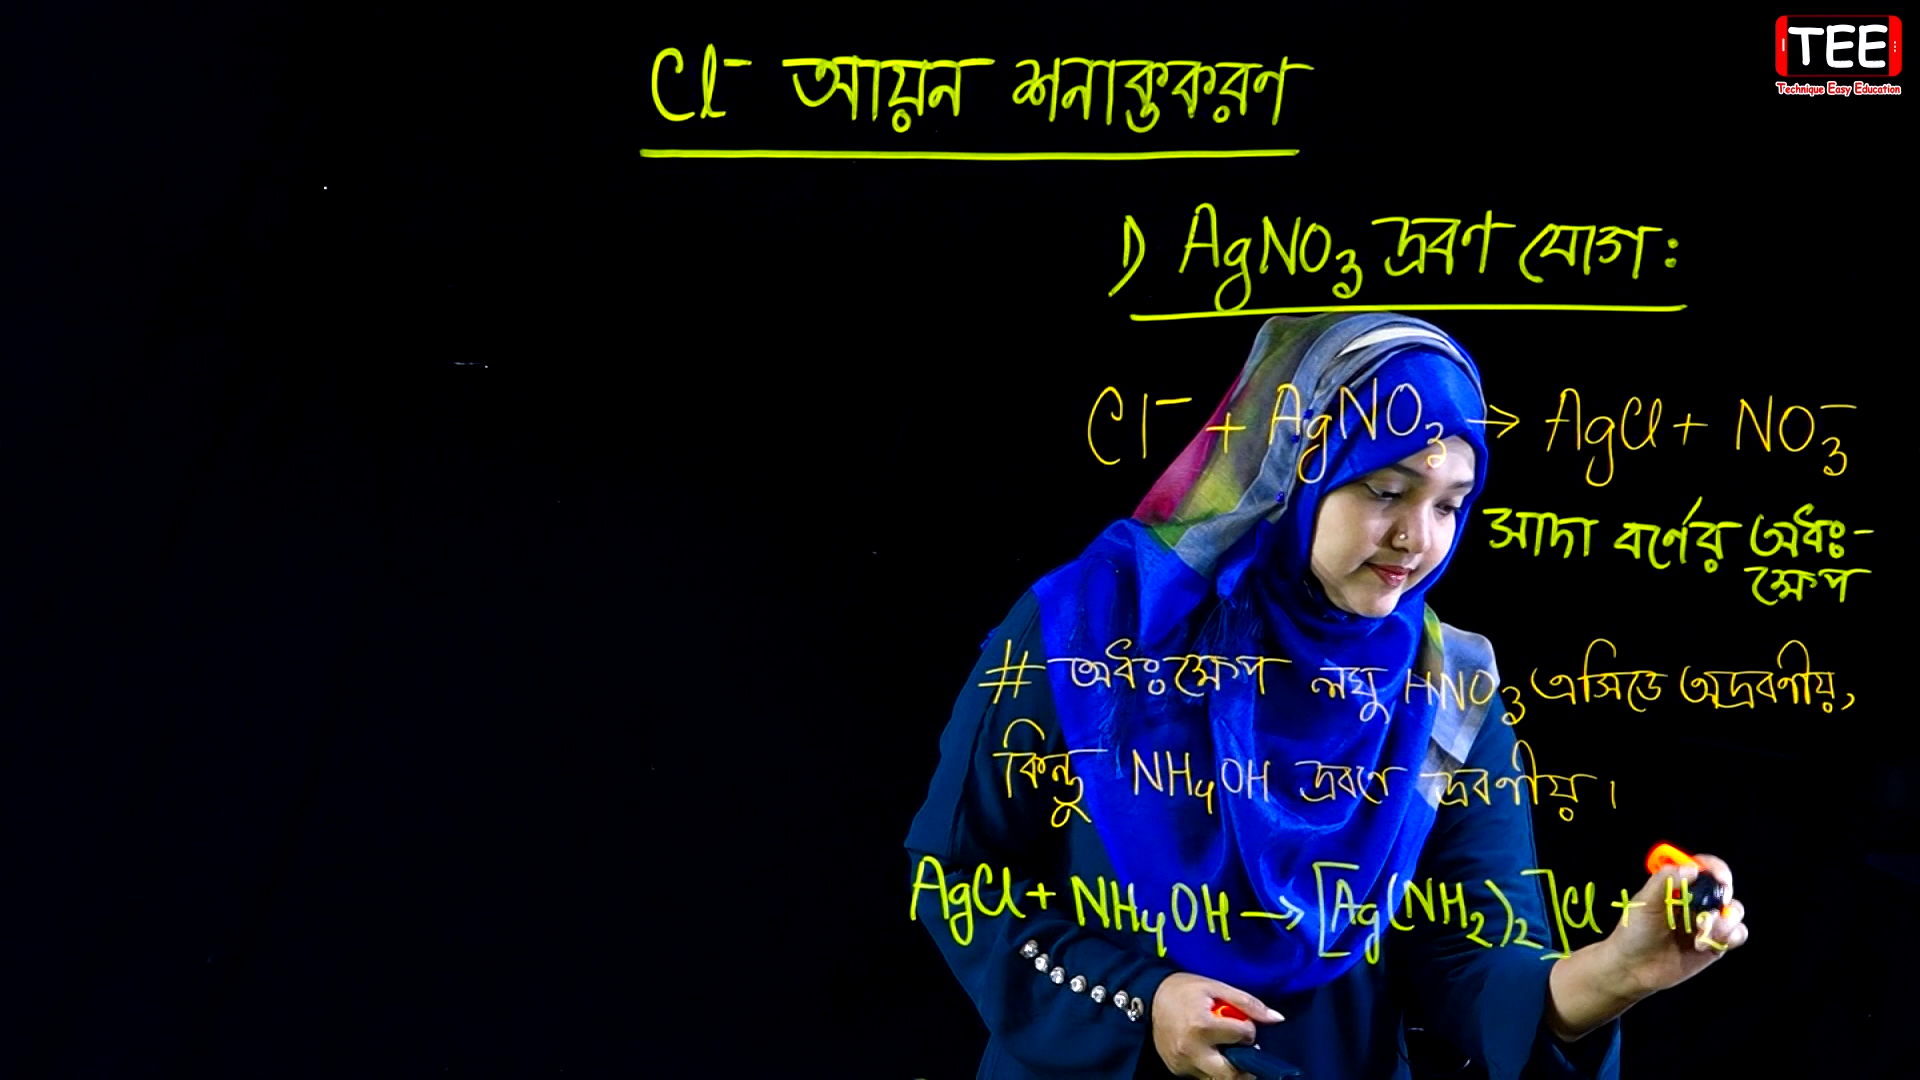 TEE
Technique Easy Education
Cl⁻ আয়ন শনাক্তকরণ
1) AgNO₃ দ্রবণ যোগ:
Cl⁻ + AgNO₃ → AgCl + NO₃⁻
সাদা বর্ণের অধঃ-
ক্ষেপ
# অধঃক্ষেপ লঘু HNO₃ এসিডে অদ্রবণীয়,
কিন্তু NH₄OH দ্রবণে দ্রবণীয়।
AgCl + NH₄OH → [Ag(NH₂)₂]Cl + H₂